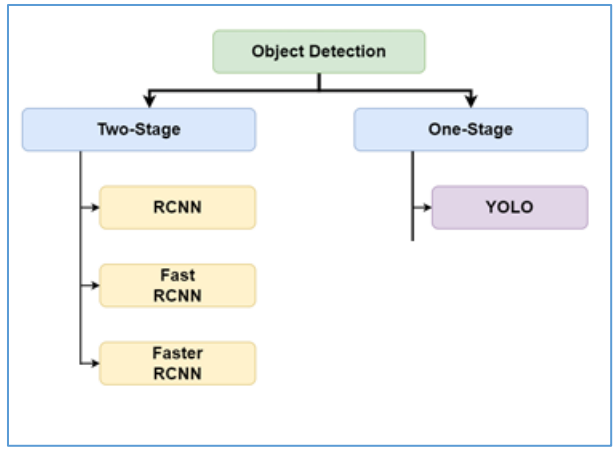 Object Detection
Two-Stage
One-Stage
RCNN
YOLO
Fast
RCNN
Faster
RCNN